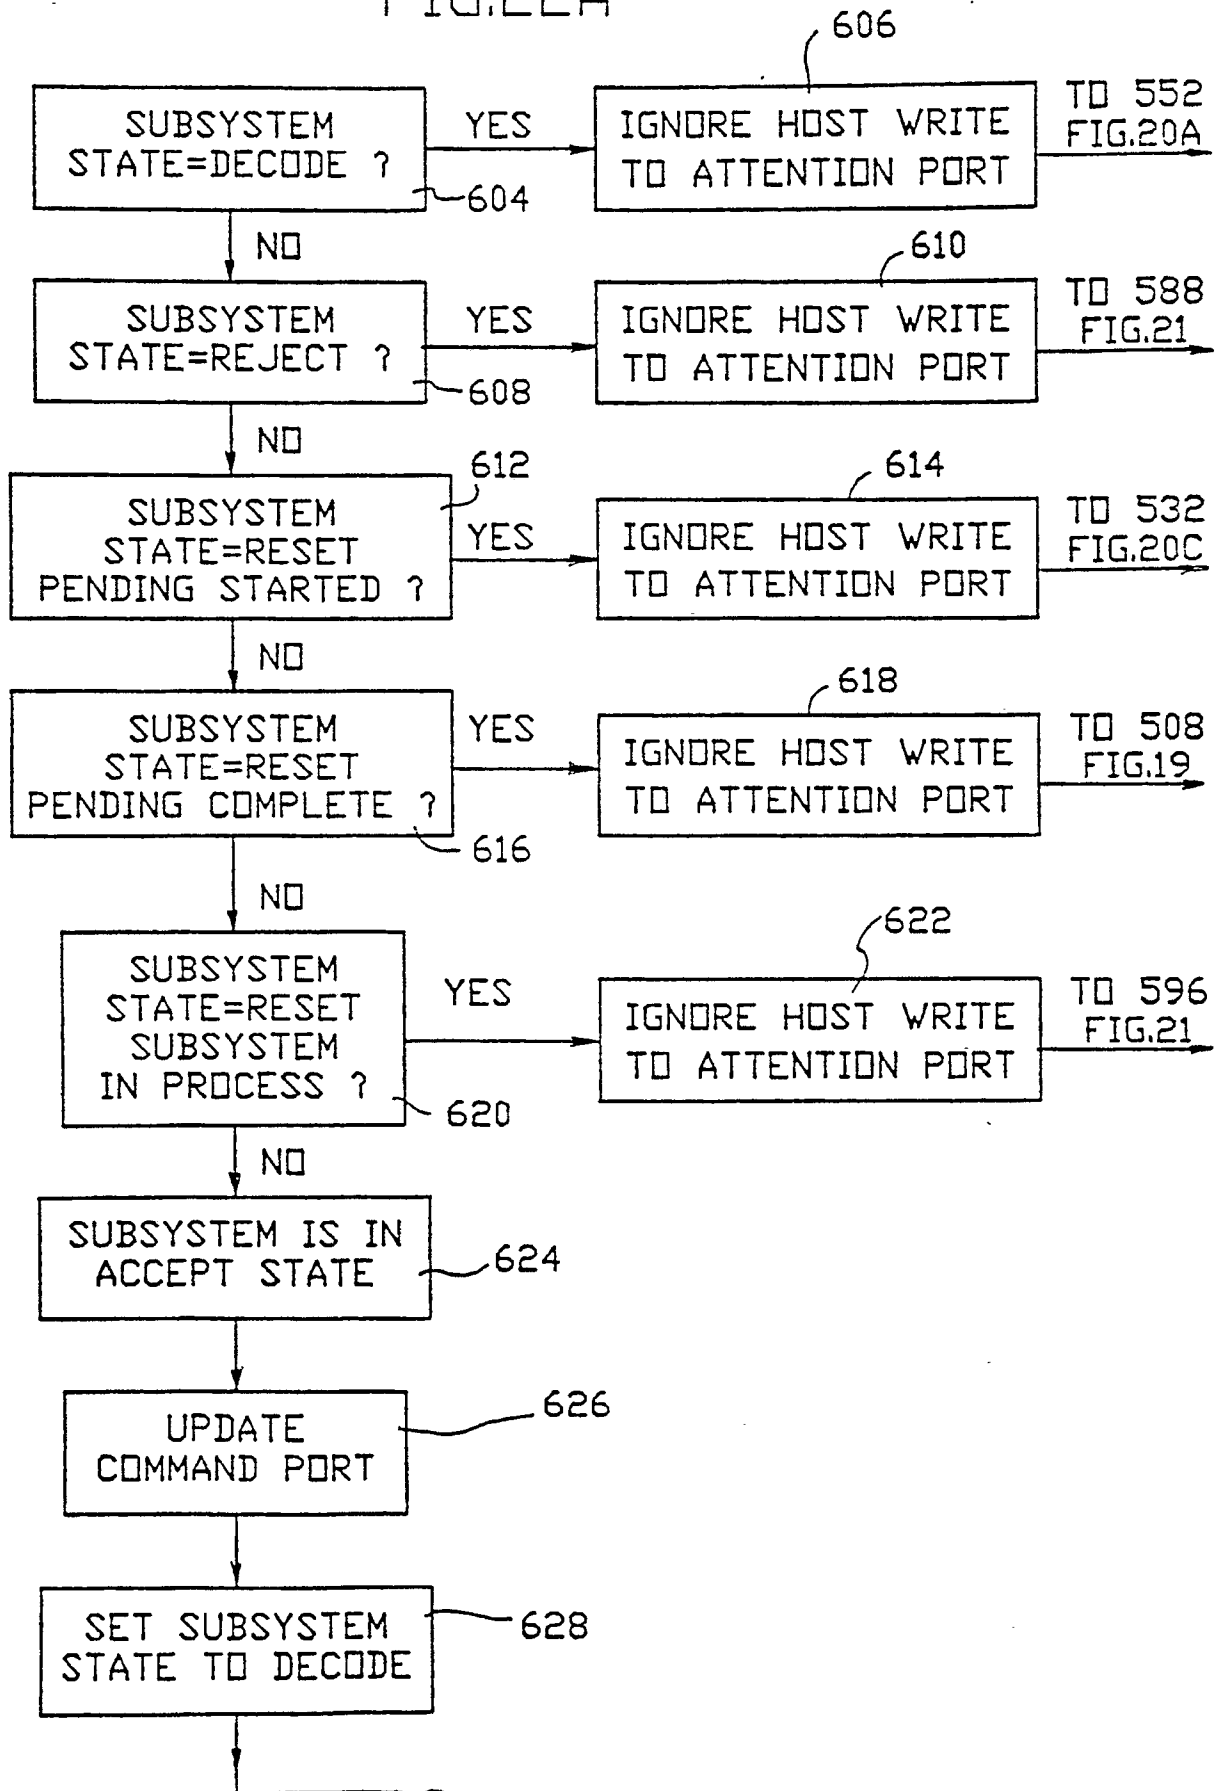 FIG.22A
606
SUBSYSTEM
STATE=DECODE ?
604
YES
IGNORE HOST WRITE
TO ATTENTION PORT
TO 552
FIG.20A
NO
610
SUBSYSTEM
STATE=REJECT ?
608
YES
IGNORE HOST WRITE
TO ATTENTION PORT
TO 588
FIG.21
NO
612
614
SUBSYSTEM
STATE=RESET
PENDING STARTED ?
YES
IGNORE HOST WRITE
TO ATTENTION PORT
TO 532
FIG.20C
NO
618
SUBSYSTEM
STATE=RESET
PENDING COMPLETE ?
616
YES
IGNORE HOST WRITE
TO ATTENTION PORT
TO 508
FIG.19
NO
622
SUBSYSTEM
STATE=RESET
SUBSYSTEM
IN PROCESS ?
620
YES
IGNORE HOST WRITE
TO ATTENTION PORT
TO 596
FIG.21
NO
SUBSYSTEM IS IN
ACCEPT STATE
624
UPDATE
COMMAND PORT
626
SET SUBSYSTEM
STATE TO DECODE
628